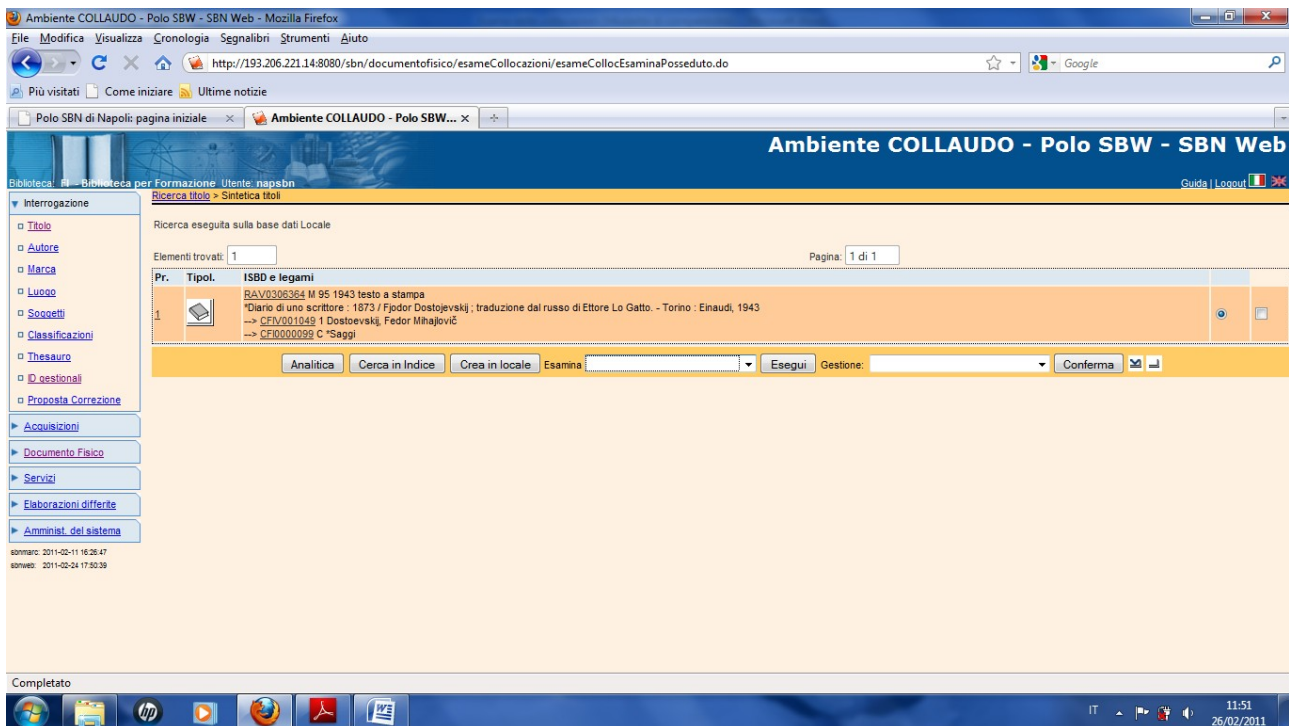 Ambiente COLLAUDO - Polo SBW - SBN Web - Mozilla Firefox
File Modifica Visualizza Cronologia Segnalibri Strumenti Aiuto
http://193.206.221.14:8080/sbn/documentofisico/esameCollocazioni/esameCollocEsaminaPosseduto.do
Google
Più visitati Come iniziare Ultime notizie
Polo SBN di Napoli: pagina iniziale
Ambiente COLLAUDO - Polo SBW...
Ambiente COLLAUDO - Polo SBW - SBN Web
Biblioteca: FI - Biblioteca per Formazione Utente: napsbn
Guida | Logout
Ricerca titolo > Sintetica titoli
Interrogazione
Titolo
Autore
Marca
Luogo
Soggetti
Classificazioni
Thesauro
ID gestionali
Proposta Correzione
Acquisizioni
Documento Fisico
Servizi
Elaborazioni differite
Amminist. del sistema
sbnmarc: 2011-02-11 16:26:47
sbnweb: 2011-02-24 17:50:39
Ricerca eseguita sulla base dati Locale
Elementi trovati: 1
Pagina: 1 di 1
Pr. Tipol. ISBD e legami
1
RAV0306364 M 95 1943 testo a stampa
*Diario di uno scrittore : 1873 / Fjodor Dostojevskij ; traduzione dal russo di Ettore Lo Gatto. - Torino : Einaudi, 1943
--> CFIV001049 1 Dostoevskij, Fedor Mihajlovič
--> CFI0000099 C *Saggi
Analitica Cerca in Indice Crea in locale Esamina Esegui Gestione: Conferma
Completato
hp
IT
11:51
26/02/2011